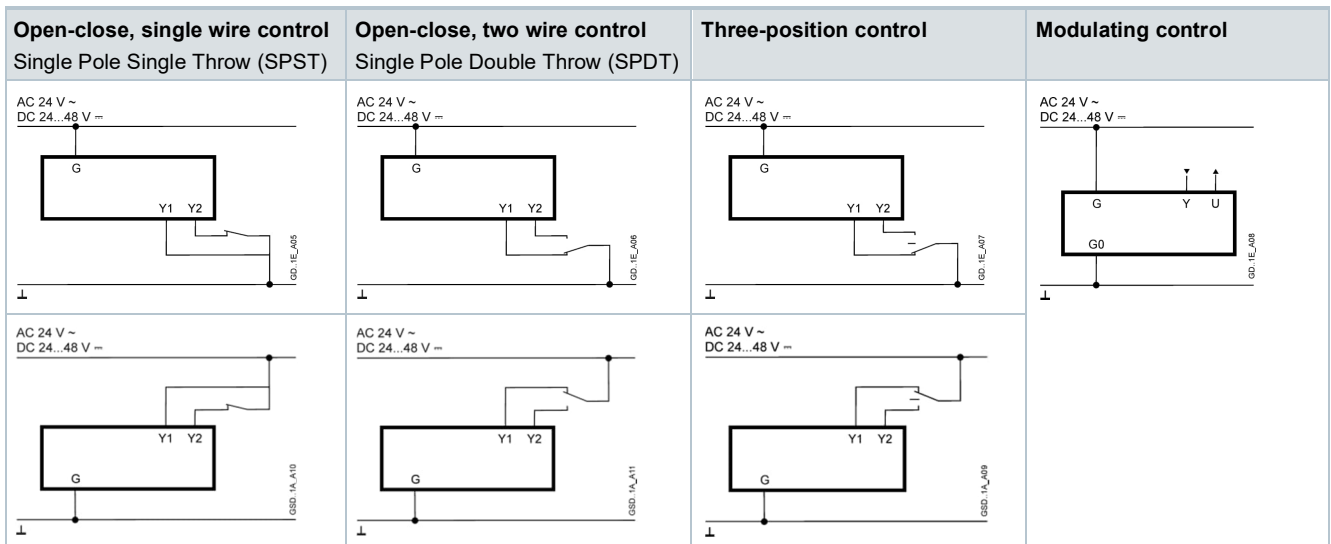 Open-close, single wire control
Single Pole Single Throw (SPST)
Open-close, two wire control
Single Pole Double Throw (SPDT)
Three-position control
Modulating control
AC 24 V ~
DC 24...48 V ⎓
G
Y1 Y2
GD..1E_A05
⊥
AC 24 V ~
DC 24...48 V ⎓
G
Y1 Y2
GD..1E_A06
⊥
AC 24 V ~
DC 24...48 V ⎓
G
Y1 Y2
GD..1E_A07
⊥
AC 24 V ~
DC 24...48 V ⎓
G Y U
G0
GD..1E_A08
⊥
AC 24 V ~
DC 24...48 V ⎓
Y1 Y2
G
GSD..1A_A10
⊥
AC 24 V ~
DC 24...48 V ⎓
Y1 Y2
G
GSD..1A_A11
⊥
AC 24 V ~
DC 24...48 V ⎓
Y1 Y2
G
GSD..1A_A09
⊥